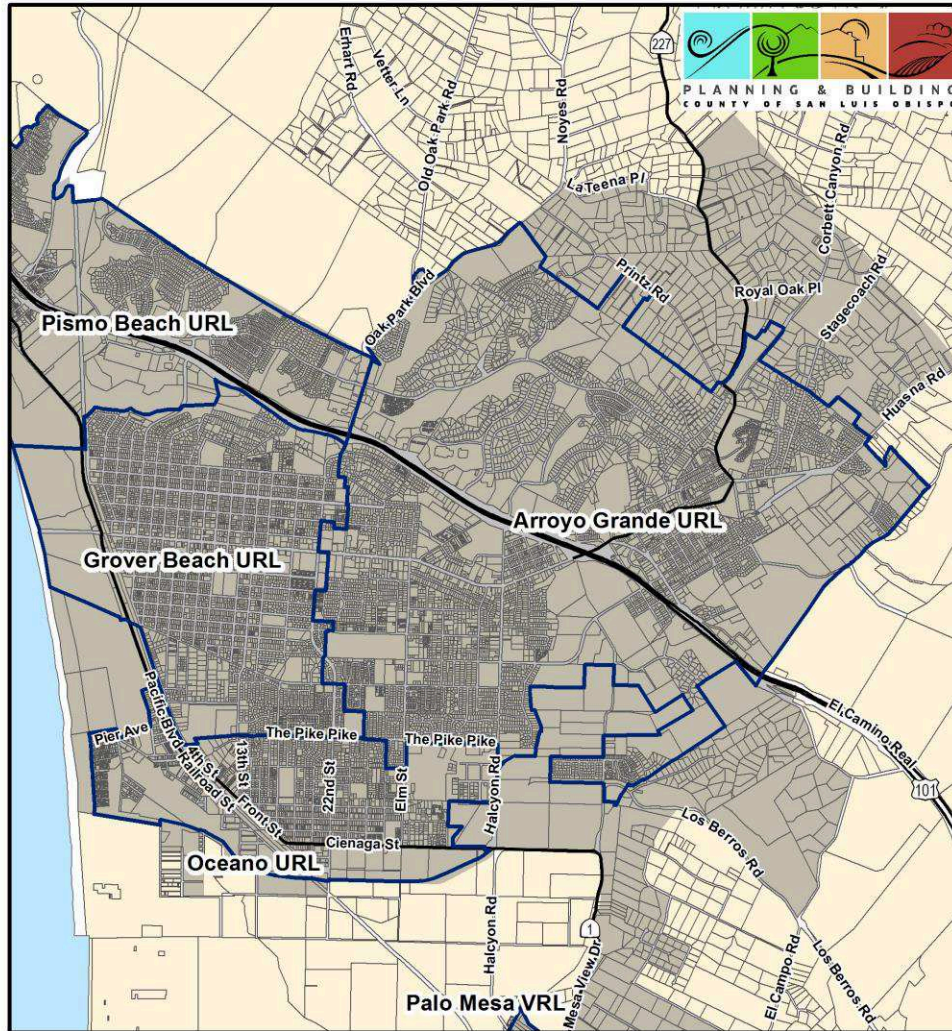 PLANNING & BUILDING
COUNTY OF SAN LUIS OBISPO
227
Erhart Rd
Vetter Ln
Old Oak Park Rd
Noyes Rd
LaTeena Pl
Corbett Canyon Rd
Printz Rd
Royal Oak Pl
Stagecoach Rd
Oak Park Blvd
Huasna Rd
Pismo Beach URL
Arroyo Grande URL
Grover Beach URL
El Camino Real
101
Pacific Blvd
Pier Ave
4th St
Railroad St
13th St
Front St
The Pike Pike
22nd St
Elm St
The Pike Pike
Halcyon Rd
Cienaga St
Los Berros Rd
Oceano URL
Halcyon Rd
1
Mesa View Dr
El Campo Rd
Los Berros Rd
Palo Mesa VRL